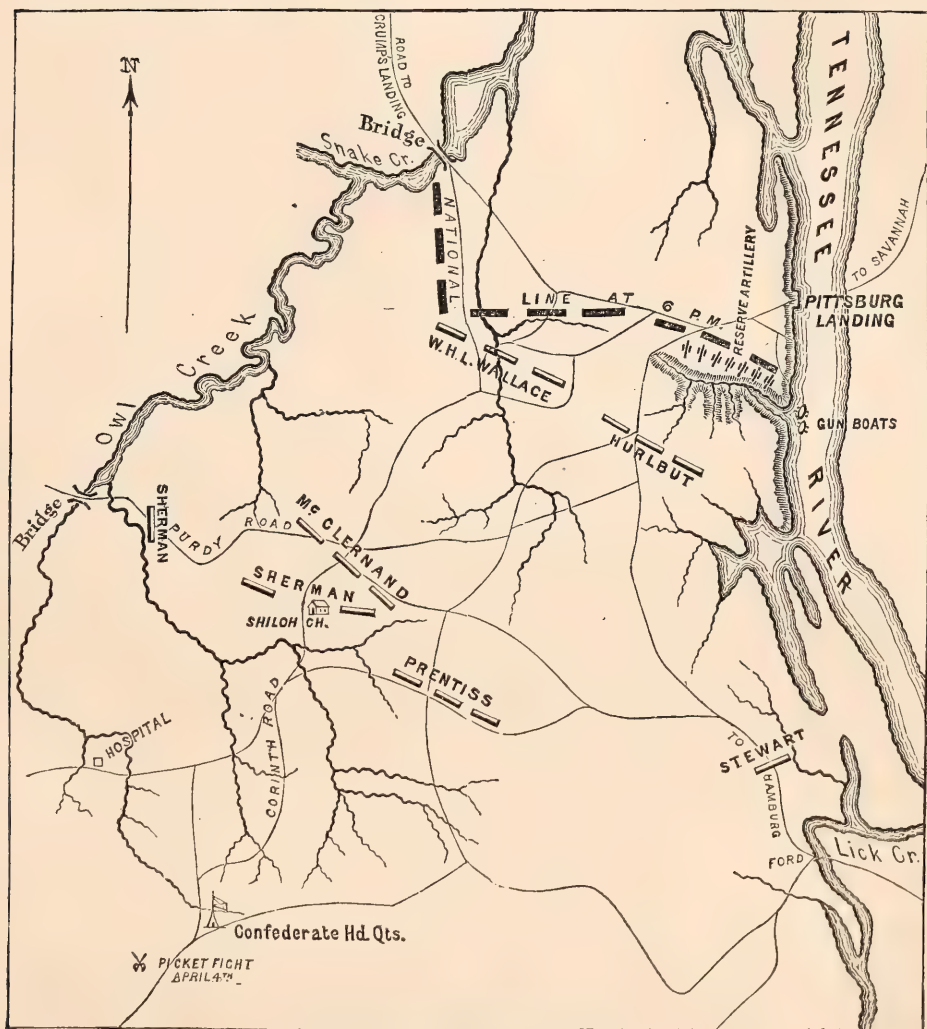 N
ROAD TO
CRUMPS LANDING
Bridge
Snake Cr.
TENNESSEE
RIVER
TO SAVANNAH
NATIONAL
LINE AT 6 P.M.
RESERVE ARTILLERY
PITTSBURG
LANDING
W.H.L. WALLACE
Owl Creek
GUN BOATS
HURLBUT
Bridge
SHERMAN
PURDY ROAD
McCLERNAND
SHERMAN
SHILOH CH.
PRENTISS
HOSPITAL
CORINTH ROAD
TO
HAMBURG
STEWART
FORD
Lick Cr.
Confederate Hd. Qts.
PICKET FIGHT
APRIL 4TH